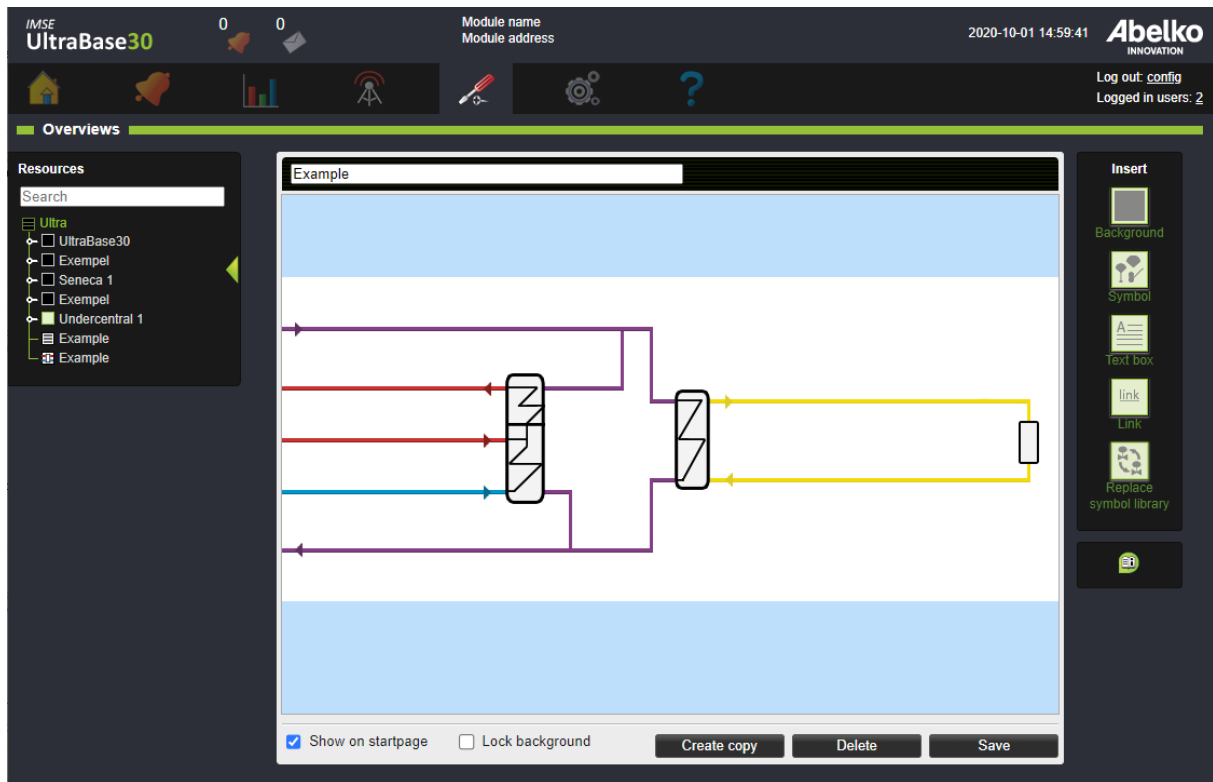 IMSE
UltraBase30
0
0
Module name
Module address
2020-10-01 14:59:41
Abelko
INNOVATION
Log out: config
Logged in users: 2
Overviews
Resources
Search
Ultra
UltraBase30
Exempel
Seneca 1
Exempel
Undercentral 1
Example
Example
Example
Insert
Background
Symbol
A
Text box
link
Link
Replace
symbol library
Show on startpage
Lock background
Create copy
Delete
Save